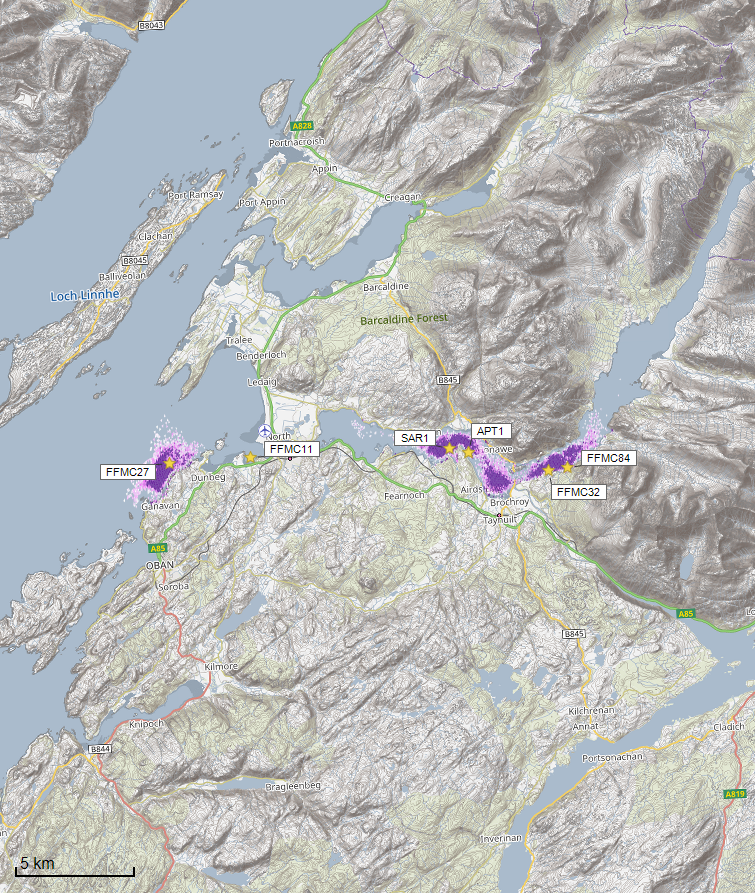 B8043
A828
Portnacroish
Appin
Port Ramsay
Creagan
Port Appin
Clachan
B8045
Balliveolan
Barcaldine
Loch Linnhe
Barcaldine Forest
Tralee
Benderloch
Ledaig
B845
North
SAR1
APT1
FFMC11
FFMC84
FFMC27
Dunbeg
FFMC32
Fearnoch
Brochroy
Ganavan
Taynuilt
A85
OBAN
Soroba
A85
B845
Kilmore
Kilchrenan
Annat
Knipoch
Cladich
B844
Portsonachan
Bragleenbeg
A819
Inverinan
5 km